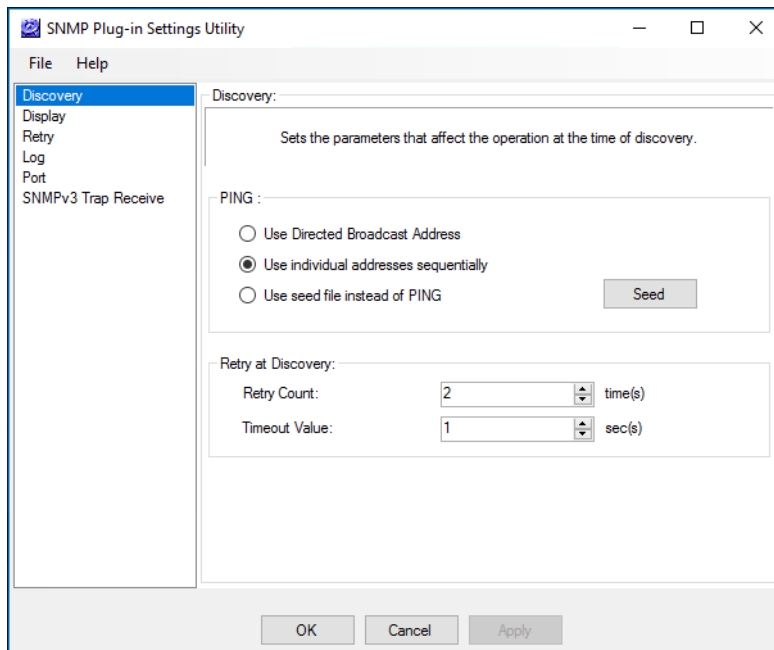 SNMP Plug-in Settings Utility
File Help
Discovery
Display
Retry
Log
Port
SNMPv3 Trap Receive
Discovery:
Sets the parameters that affect the operation at the time of discovery.
PING :
Use Directed Broadcast Address
Use individual addresses sequentially
Use seed file instead of PING Seed
Retry at Discovery:
Retry Count: 2 time(s)
Timeout Value: 1 sec(s)
OK Cancel Apply